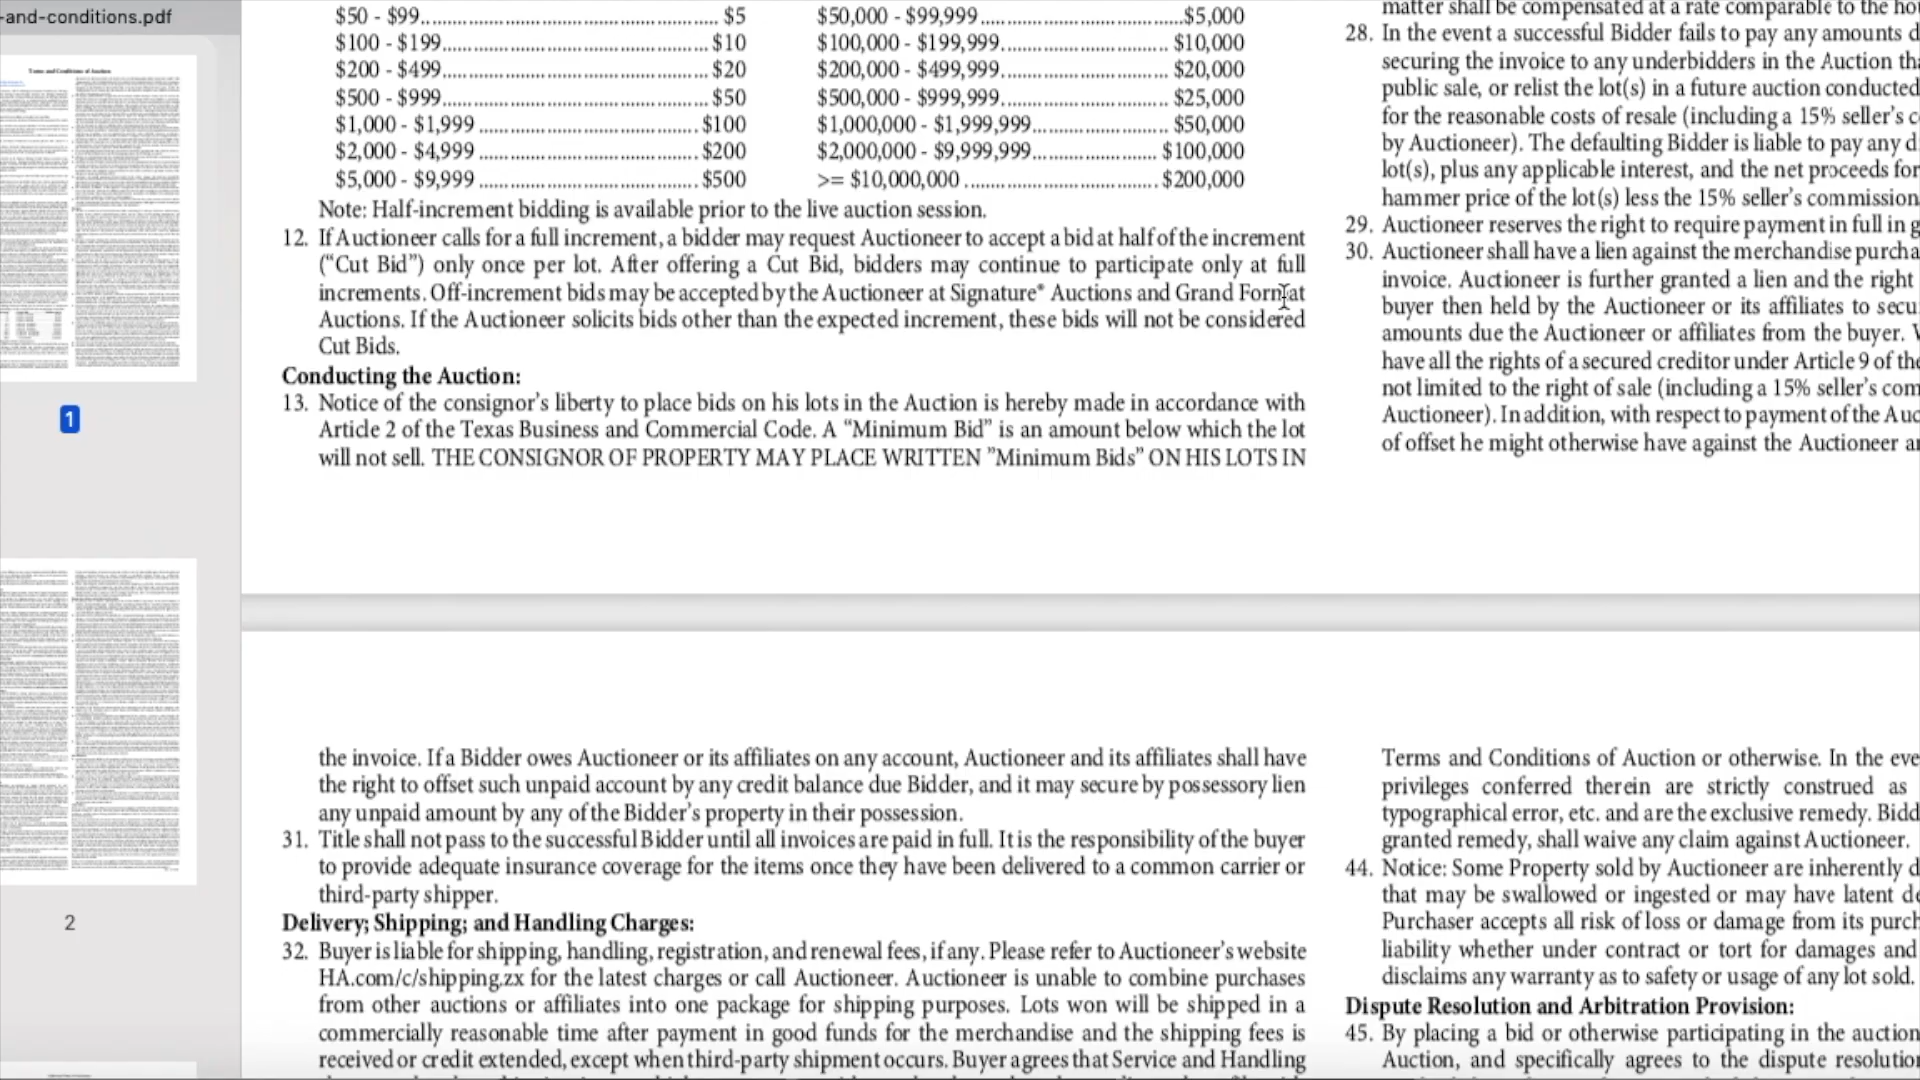 -and-conditions.pdf
Terms and Conditions of Auction
1
2
$50 - $99.................... $5
$100 - $199.................... $10
$200 - $499.................... $20
$500 - $999.................... $50
$1,000 - $1,999.................... $100
$2,000 - $4,999.................... $200
$5,000 - $9,999.................... $500
$50,000 - $99,999....................$5,000
$100,000 - $199,999.................... $10,000
$200,000 - $499,999.................... $20,000
$500,000 - $999,999.................... $25,000
$1,000,000 - $1,999,999.................... $50,000
$2,000,000 - $9,999,999.................... $100,000
>= $10,000,000.................... $200,000
Note: Half-increment bidding is available prior to the live auction session.
12. If Auctioneer calls for a full increment, a bidder may request Auctioneer to accept a bid at half of the increment
(“Cut Bid”) only once per lot. After offering a Cut Bid, bidders may continue to participate only at full
increments. Off-increment bids may be accepted by the Auctioneer at Signature® Auctions and Grand Format
Auctions. If the Auctioneer solicits bids other than the expected increment, these bids will not be considered
Cut Bids.
Conducting the Auction:
13. Notice of the consignor’s liberty to place bids on his lots in the Auction is hereby made in accordance with
Article 2 of the Texas Business and Commercial Code. A “Minimum Bid” is an amount below which the lot
will not sell. THE CONSIGNOR OF PROPERTY MAY PLACE WRITTEN ”Minimum Bids” ON HIS LOTS IN
matter shall be compensated at a rate comparable to the hou
28. In the event a successful Bidder fails to pay any amounts d
securing the invoice to any underbidders in the Auction tha
public sale, or relist the lot(s) in a future auction conducted
for the reasonable costs of resale (including a 15% seller’s c
by Auctioneer). The defaulting Bidder is liable to pay any d
lot(s), plus any applicable interest, and the net proceeds for
hammer price of the lot(s) less the 15% seller’s commission
29. Auctioneer reserves the right to require payment in full in g
30. Auctioneer shall have a lien against the merchandise purcha
invoice. Auctioneer is further granted a lien and the right
buyer then held by the Auctioneer or its affiliates to secu
amounts due the Auctioneer or affiliates from the buyer. W
have all the rights of a secured creditor under Article 9 of the
not limited to the right of sale (including a 15% seller’s com
Auctioneer). In addition, with respect to payment of the Auc
of offset he might otherwise have against the Auctioneer an
the invoice. If a Bidder owes Auctioneer or its affiliates on any account, Auctioneer and its affiliates shall have
the right to offset such unpaid account by any credit balance due Bidder, and it may secure by possessory lien
any unpaid amount by any of the Bidder’s property in their possession.
31. Title shall not pass to the successful Bidder until all invoices are paid in full. It is the responsibility of the buyer
to provide adequate insurance coverage for the items once they have been delivered to a common carrier or
third-party shipper.
Delivery; Shipping; and Handling Charges:
32. Buyer is liable for shipping, handling, registration, and renewal fees, if any. Please refer to Auctioneer’s website
HA.com/c/shipping.zx for the latest charges or call Auctioneer. Auctioneer is unable to combine purchases
from other auctions or affiliates into one package for shipping purposes. Lots won will be shipped in a
commercially reasonable time after payment in good funds for the merchandise and the shipping fees is
received or credit extended, except when third-party shipment occurs. Buyer agrees that Service and Handling
Terms and Conditions of Auction or otherwise. In the eve
privileges conferred therein are strictly construed as
typographical error, etc. and are the exclusive remedy. Bidd
granted remedy, shall waive any claim against Auctioneer.
44. Notice: Some Property sold by Auctioneer are inherently d
that may be swallowed or ingested or may have latent de
Purchaser accepts all risk of loss or damage from its purch
liability whether under contract or tort for damages and
disclaims any warranty as to safety or usage of any lot sold.
Dispute Resolution and Arbitration Provision:
45. By placing a bid or otherwise participating in the auction
Auction, and specifically agrees to the dispute resolution